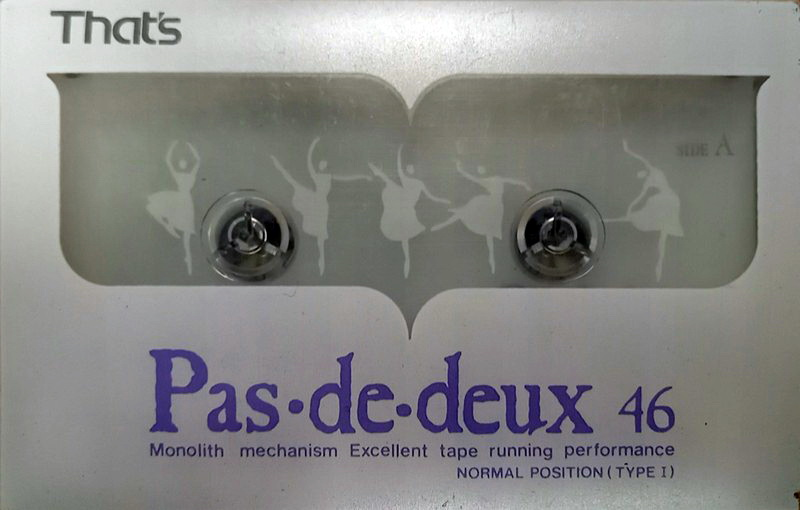 That's
SIDE A
Pas·de·deux 46
Monolith mechanism Excellent tape running performance
NORMAL POSITION (TYPE I)